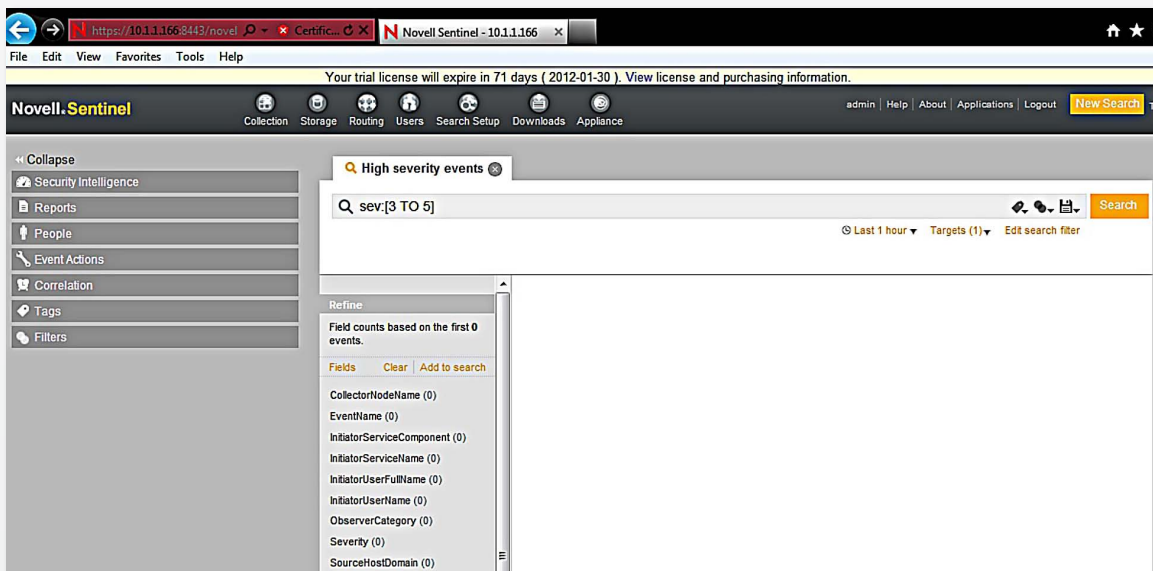 https://10.1.1.166:8443/novel Certific... Novell Sentinel - 10.1.1.166
File Edit View Favorites Tools Help
Your trial license will expire in 71 days ( 2012-01-30 ). View license and purchasing information.
Novell. Sentinel Collection Storage Routing Users Search Setup Downloads Appliance admin | Help | About | Applications | Logout New Search
Collapse
High severity events
Security Intelligence
Reports
sev:[3 TO 5] Search
People
Last 1 hour Targets (1) Edit search filter
Event Actions
Correlation
Tags
Filters
Refine
Field counts based on the first 0
events.
Fields Clear | Add to search
CollectorNodeName (0)
EventName (0)
InitiatorServiceComponent (0)
InitiatorServiceName (0)
InitiatorUserFullName (0)
InitiatorUserName (0)
ObserverCategory (0)
Severity (0)
SourceHostDomain (0)